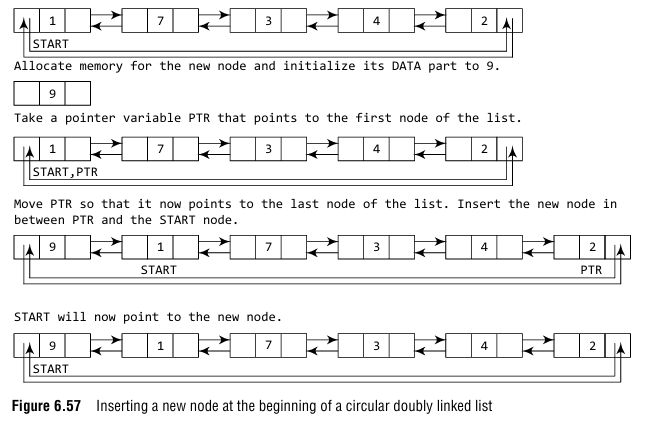 1 7 3 4 2
START
Allocate memory for the new node and initialize its DATA part to 9.
9
Take a pointer variable PTR that points to the first node of the list.
1 7 3 4 2
START,PTR
Move PTR so that it now points to the last node of the list. Insert the new node in
between PTR and the START node.
9 1 7 3 4 2
START PTR
START will now point to the new node.
9 1 7 3 4 2
START
Figure 6.57 Inserting a new node at the beginning of a circular doubly linked list